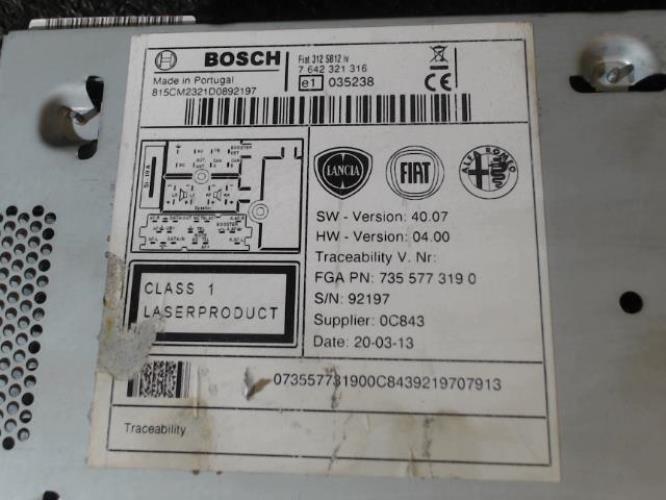 BOSCH
Fiat 312 SB12 lv
7 642 321 316
Made in Portugal
e1 035238
CE
815CM2321D0892197
LANCIA
FIAT
ALFA ROMEO
SW - Version: 40.07
HW - Version: 04.00
Traceability V. Nr:
FGA PN: 735 577 319 0
S/N: 92197
Supplier: 0C843
Date: 20-03-13
CLASS 1
LASERPRODUCT
073557731900C8439219707913
Traceability